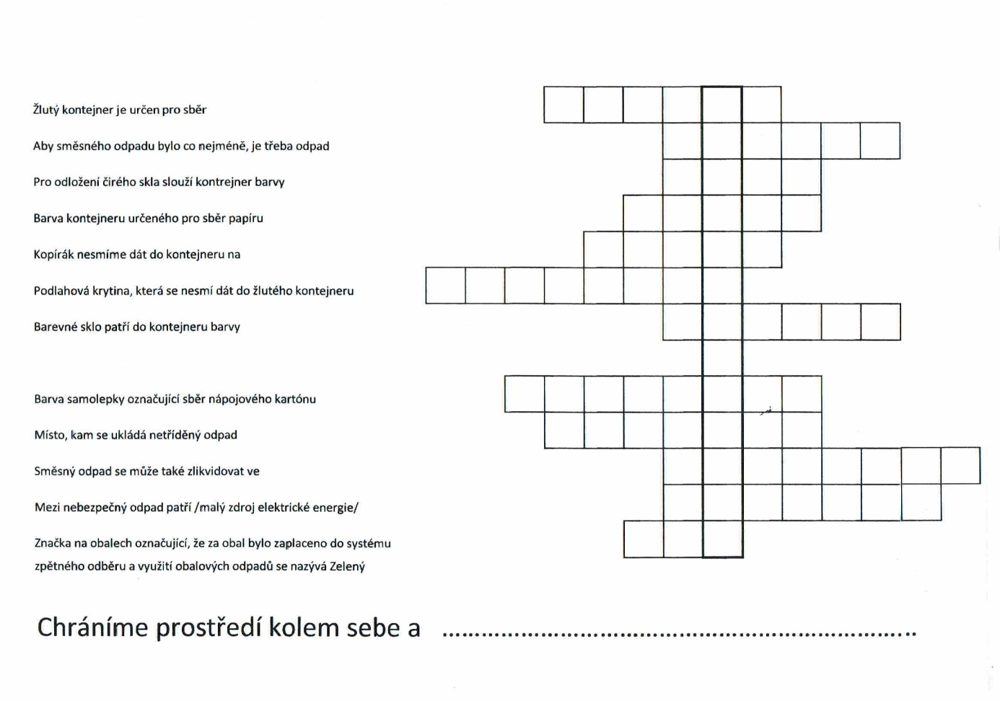 Žlutý kontejner je určen pro sběr
Aby směsného odpadu bylo co nejméně, je třeba odpad
Pro odložení čirého skla slouží kontrejner barvy
Barva kontejneru určeného pro sběr papíru
Kopírák nesmíme dát do kontejneru na
Podlahová krytina, která se nesmí dát do žlutého kontejneru
Barevné sklo patří do kontejneru barvy
Barva samolepky označující sběr nápojového kartónu
Místo, kam se ukládá netříděný odpad
Směsný odpad se může také zlikvidovat ve
Mezi nebezpečný odpad patří /malý zdroj elektrické energie/
Značka na obalech označující, že za obal bylo zaplaceno do systému
zpětného odběru a využití obalových odpadů se nazývá Zelený
Chráníme prostředí kolem sebe a ........................................................................